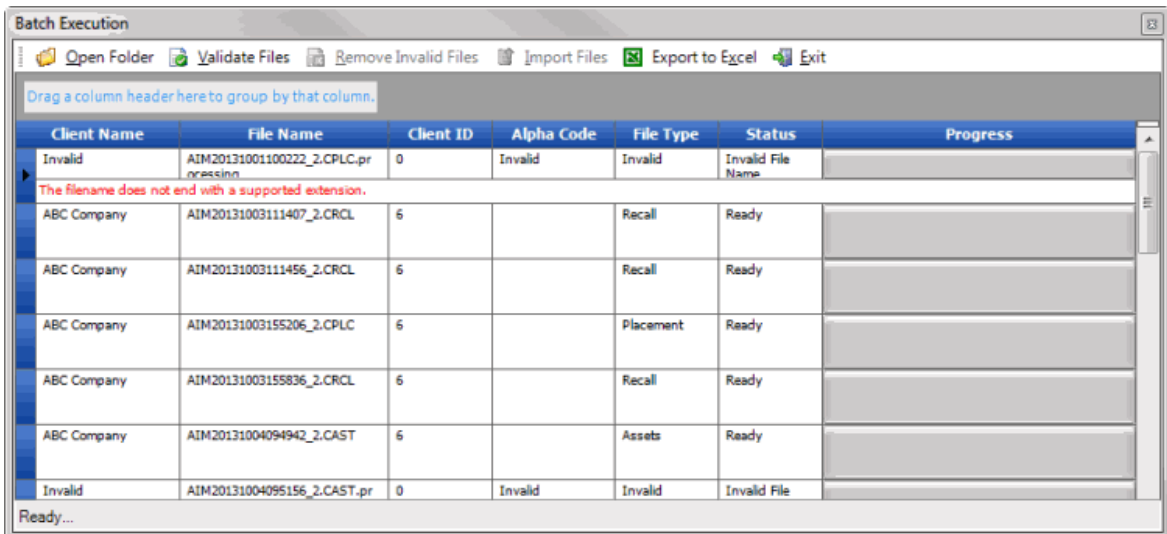 Batch Execution
Open Folder Validate Files Remove Invalid Files Import Files Export to Excel Exit
Drag a column header here to group by that column.
Client Name File Name Client ID Alpha Code File Type Status Progress
Invalid AIM20131001100222_2.CPLC.pr 0 Invalid Invalid Invalid File
ocessing Name
The filename does not end with a supported extension.
ABC Company AIM20131003111407_2.CRCL 6 Recall Ready
ABC Company AIM20131003111456_2.CRCL 6 Recall Ready
ABC Company AIM20131003155206_2.CPLC 6 Placement Ready
ABC Company AIM20131003155836_2.CRCL 6 Recall Ready
ABC Company AIM20131004094942_2.CAST 6 Assets Ready
Invalid AIM20131004095156_2.CAST.pr 0 Invalid Invalid Invalid File
Ready...